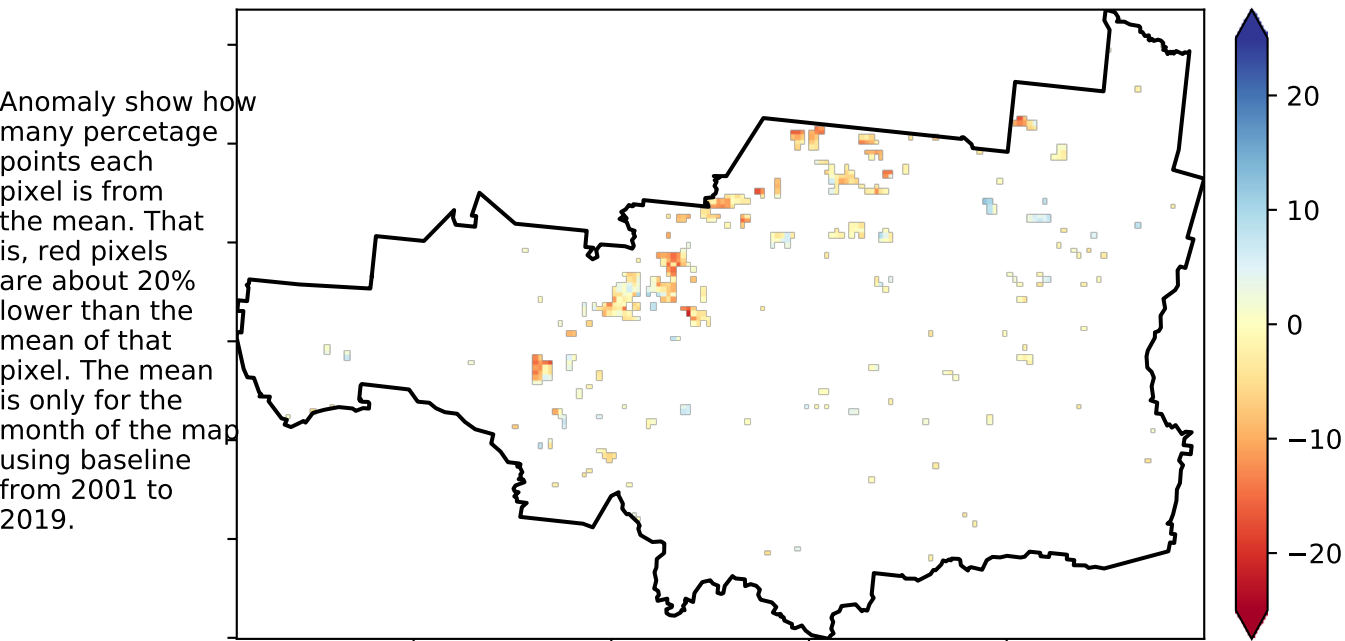 Anomaly show how
many percetage
points each
pixel is from
the mean. That
is, red pixels
are about 20%
lower than the
mean of that
pixel. The mean
is only for the
month of the map
using baseline
from 2001 to
2019.
20
10
0
−10
−20